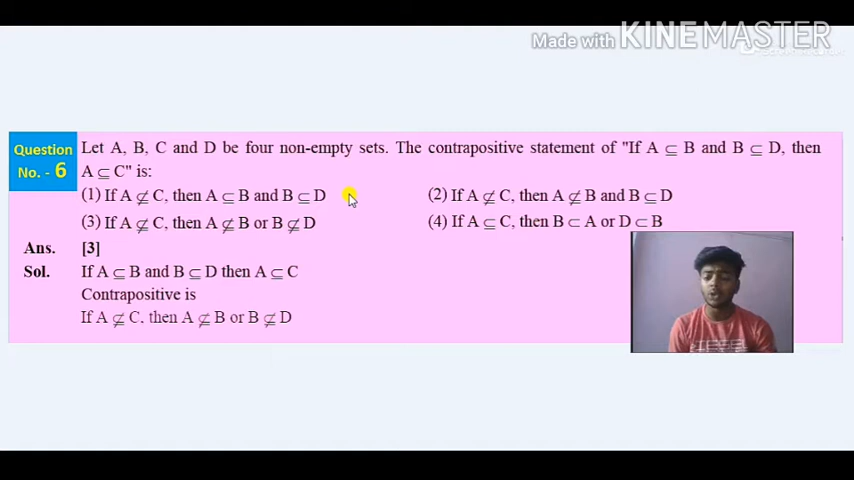 Made with KINEMASTER
Question
No. - 6
Let A, B, C and D be four non-empty sets. The contrapositive statement of "If A ⊆ B and B ⊆ D, then
A ⊆ C" is:
(1) If A ⊈ C, then A ⊆ B and B ⊆ D
(2) If A ⊈ C, then A ⊈ B and B ⊆ D
(3) If A ⊈ C, then A ⊈ B or B ⊈ D
(4) If A ⊆ C, then B ⊂ A or D ⊂ B
Ans. [3]
Sol. If A ⊆ B and B ⊆ D then A ⊆ C
Contrapositive is
If A ⊈ C, then A ⊈ B or B ⊈ D